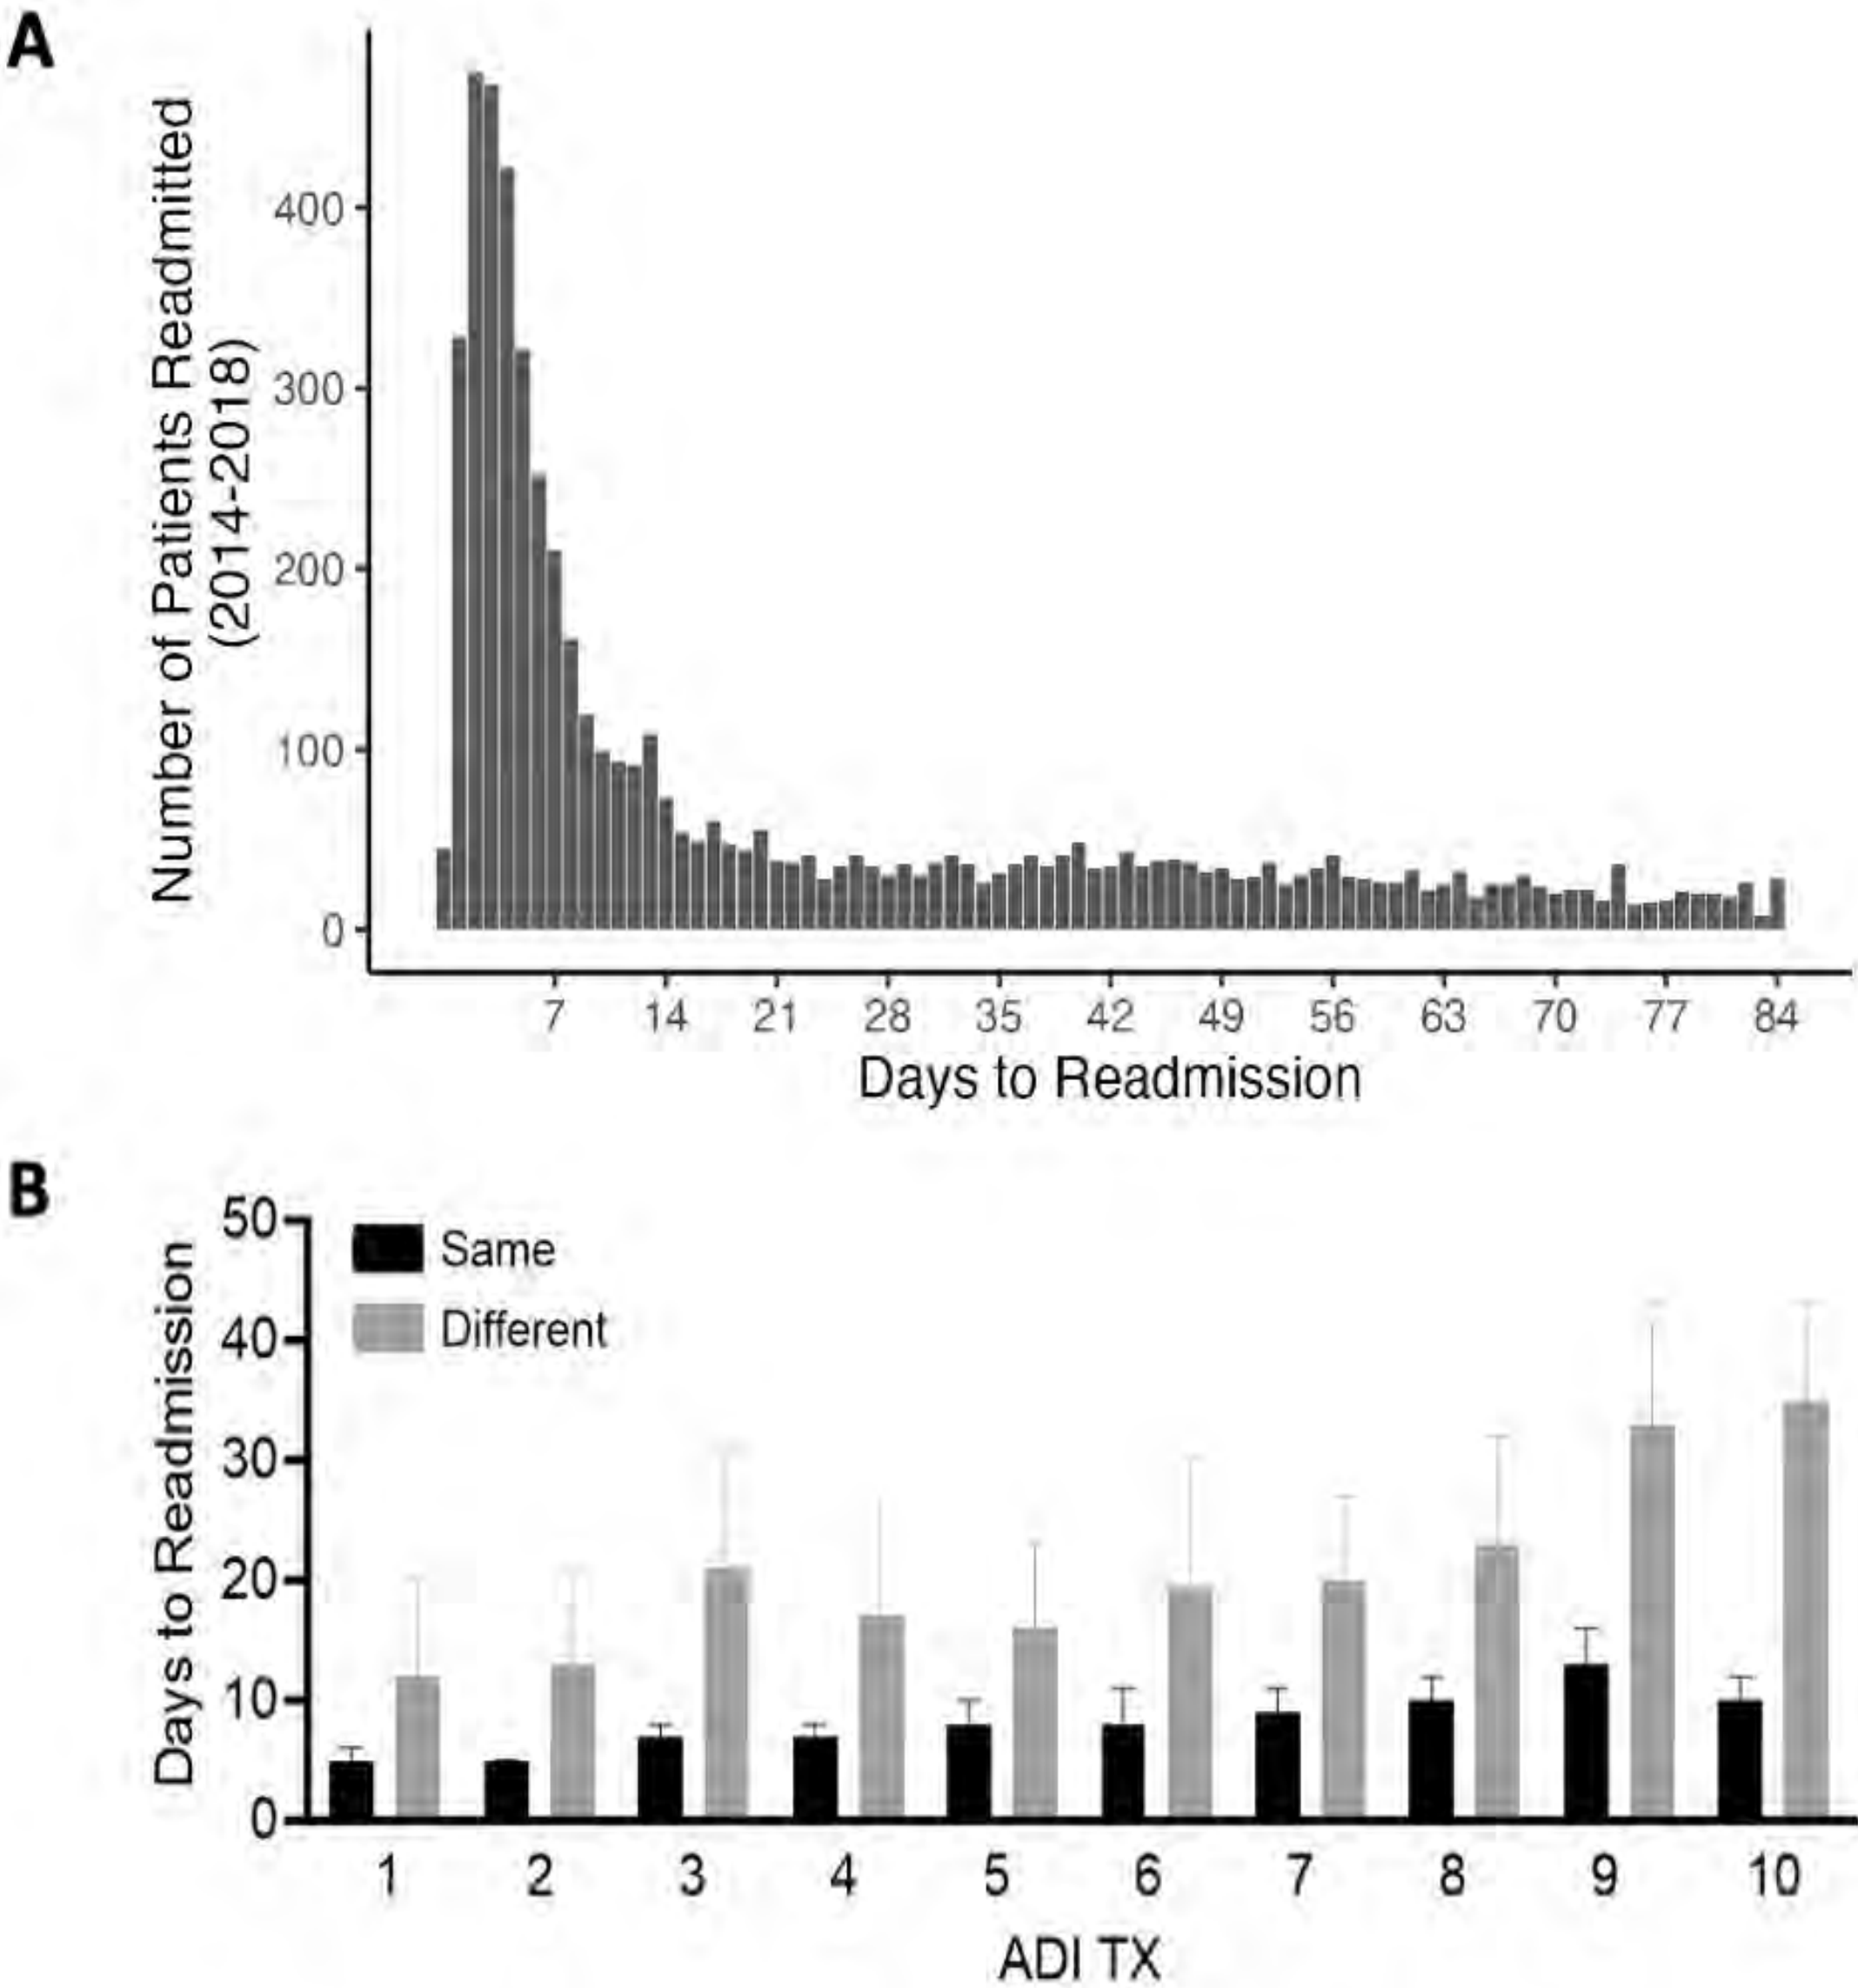 A
Number of Patients Readmitted
(2014-2018)
400
300
200
100
0
7 14 21 28 35 42 49 56 63 70 77 84
Days to Readmission
B
Days to Readmission
50
40
30
20
10
0
Same
Different
1 2 3 4 5 6 7 8 9 10
ADI TX